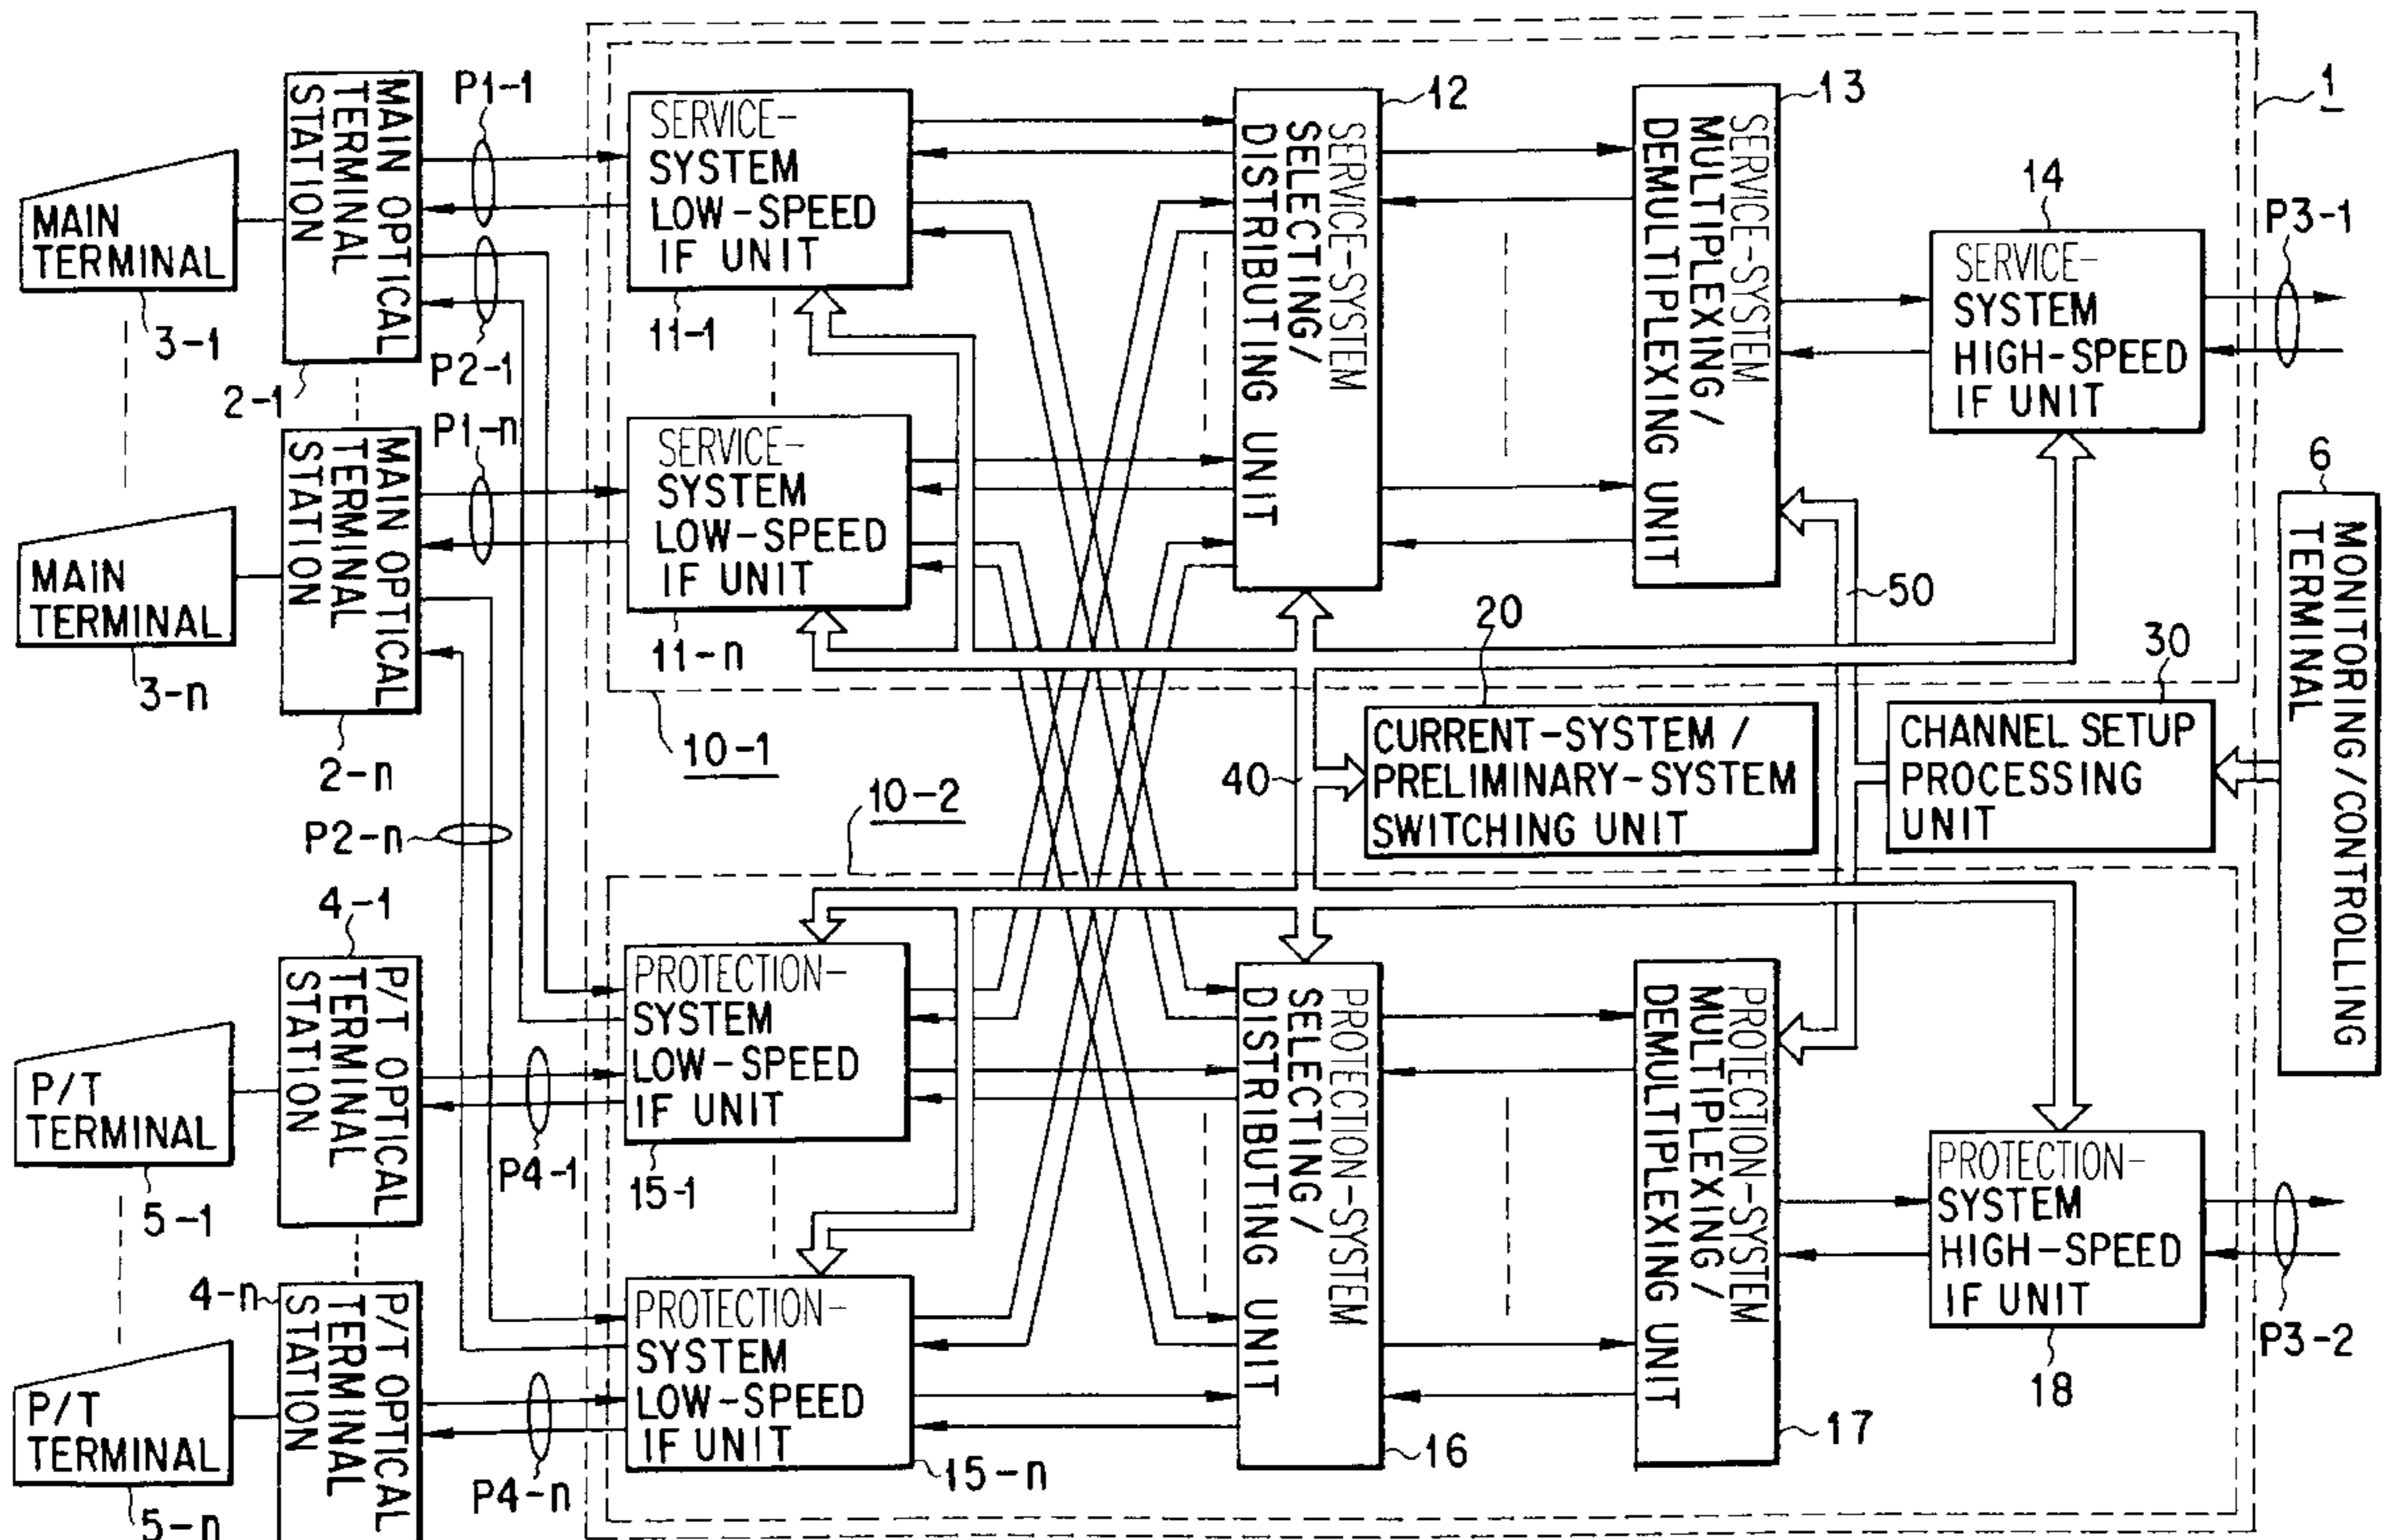 1
MAIN
TERMINAL
3-1
MAIN OPTICAL
TERMINAL
STATION
2-1
P1-1
P2-1
SERVICE-
SYSTEM
LOW-SPEED
IF UNIT
11-1
SERVICE-SYSTEM
SELECTING/
DISTRIBUTING UNIT
12
SERVICE-SYSTEM
MULTIPLEXING/
DEMULTIPLEXING UNIT
13
14
SERVICE-
SYSTEM
HIGH-SPEED
IF UNIT
P3-1
MAIN
TERMINAL
3-n
MAIN OPTICAL
TERMINAL
STATION
2-n
P1-n
P2-n
SERVICE-
SYSTEM
LOW-SPEED
IF UNIT
11-n
10-1
10-2
40
50
20
CURRENT-SYSTEM/
PRELIMINARY-SYSTEM
SWITCHING UNIT
30
CHANNEL SETUP
PROCESSING
UNIT
6
MONITORING/CONTROLLING
TERMINAL
P/T
TERMINAL
5-1
4-1
P/T OPTICAL
TERMINAL
STATION
P4-1
PROTECTION-
SYSTEM
LOW-SPEED
IF UNIT
15-1
PROTECTION-SYSTEM
SELECTING/
DISTRIBUTING UNIT
16
PROTECTION-SYSTEM
MULTIPLEXING/
DEMULTIPLEXING UNIT
17
PROTECTION-
SYSTEM
HIGH-SPEED
IF UNIT
18
P3-2
P/T
TERMINAL
5-n
4-n
P/T OPTICAL
TERMINAL
STATION
P4-n
PROTECTION-
SYSTEM
LOW-SPEED
IF UNIT
15-n